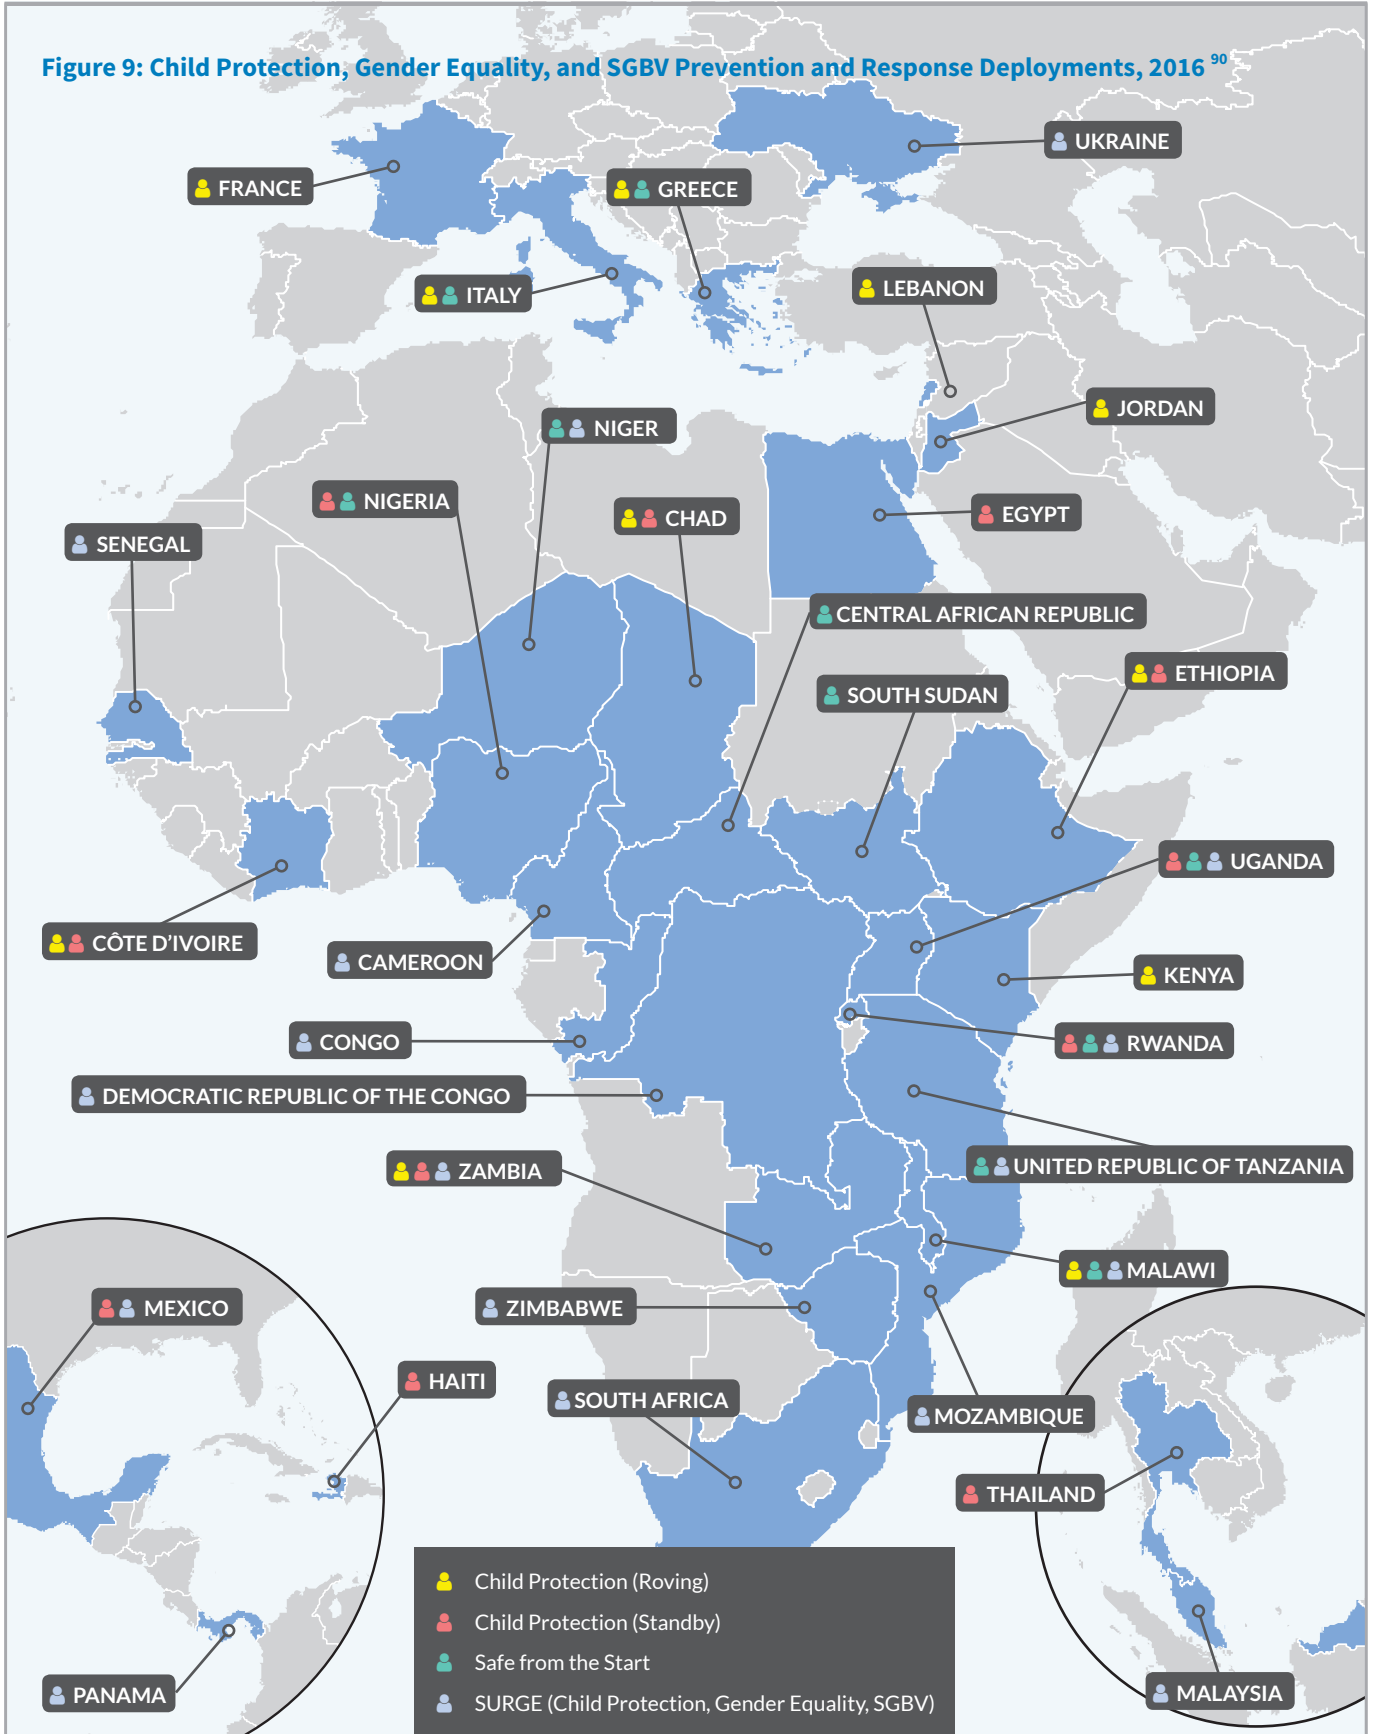 Figure 9: Child Protection, Gender Equality, and SGBV Prevention and Response Deployments, 2016 90
UKRAINE
FRANCE
GREECE
ITALY
LEBANON
JORDAN
NIGER
NIGERIA
CHAD
EGYPT
SENEGAL
CENTRAL AFRICAN REPUBLIC
ETHIOPIA
SOUTH SUDAN
UGANDA
CÔTE D'IVOIRE
CAMEROON
KENYA
CONGO
RWANDA
DEMOCRATIC REPUBLIC OF THE CONGO
ZAMBIA
UNITED REPUBLIC OF TANZANIA
MALAWI
MEXICO
ZIMBABWE
HAITI
SOUTH AFRICA
MOZAMBIQUE
THAILAND
PANAMA
MALAYSIA
Child Protection (Roving)
Child Protection (Standby)
Safe from the Start
SURGE (Child Protection, Gender Equality, SGBV)